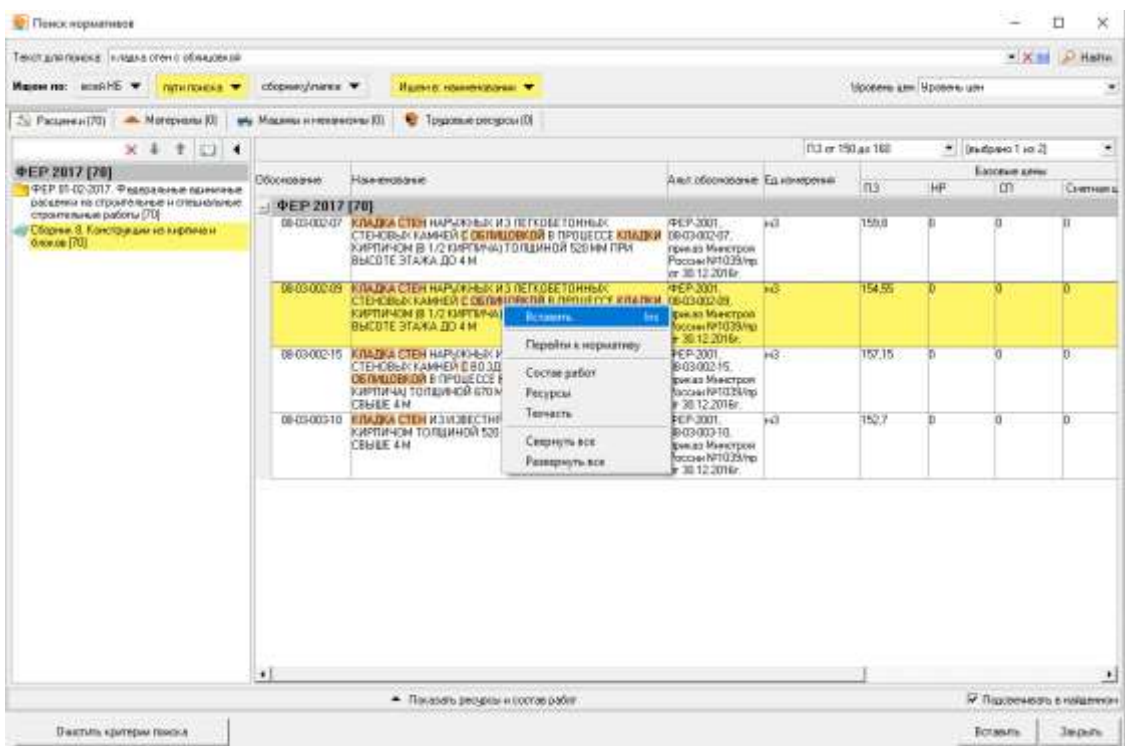 Поиск нормативов
Текст для поиска: кладка стен с облицовкой
Найти
Ищем по: всей НБ пути поиска сборнику/папке Ищем в: наименовании Уровень цен Уровень цен
Расценки (70) Материалы (0) Машины и механизмы (0) Трудовые ресурсы (0)
ПЗ от 150 до 160 (выбрано 1 из 2)
ФЕР 2017 [70]
ФЕР 81-02-2017. Федеральные единичные
расценки на строительные и специальные
строительные работы [70]
Сборник 8. Конструкции из кирпича и
блоков [70]
Обоснование Наименование Альт.обоснование Ед.измерения Базовые цены
ПЗ НР СП Сметная ц
ФЕР 2017 [70]
08-03-002-07 КЛАДКА СТЕН НАРУЖНЫХ ИЗ ЛЕГКОБЕТОННЫХ
СТЕНОВЫХ КАМНЕЙ С ОБЛИЦОВКОЙ В ПРОЦЕССЕ КЛАДКИ
КИРПИЧОМ (В 1/2 КИРПИЧА) ТОЛЩИНОЙ 520 ММ ПРИ
ВЫСОТЕ ЭТАЖА ДО 4 М
ФЕР-2001,
08-03-002-07,
приказ Минстроя
России №1039/пр
от 30.12.2016г.
м3 0 0 0
08-03-002-09 КЛАДКА СТЕН НАРУЖНЫХ ИЗ ЛЕГКОБЕТОННЫХ
СТЕНОВЫХ КАМНЕЙ С ОБЛИЦОВКОЙ В ПРОЦЕССЕ КЛАДКИ
КИРПИЧОМ (В 1/2 КИРПИЧА)
ВЫСОТЕ ЭТАЖА ДО 4 М
ФЕР-2001,
08-03-002-09,
приказ Минстроя
России №1039/пр
от 30.12.2016г.
м3 154,55 0 0 0
08-03-002-15 КЛАДКА СТЕН НАРУЖНЫХ И
СТЕНОВЫХ КАМНЕЙ С ВОЗД
ОБЛИЦОВКОЙ В ПРОЦЕССЕ К
КИРПИЧА) ТОЛЩИНОЙ 670 М
СВЫШЕ 4 М
ФЕР-2001,
8-03-002-15,
приказ Минстроя
России №1039/пр
30.12.2016г.
м3 157,15 0 0 0
08-03-003-10 КЛАДКА СТЕН ИЗ ИЗВЕСТН
КИРПИЧОМ ТОЛЩИНОЙ 520
СВЫШЕ 4 М
ФЕР-2001,
8-03-003-10,
приказ Минстроя
России №1039/пр
30.12.2016г.
м3 152,7 0 0 0
Вставить... Ins
Перейти к нормативу
Состав работ
Ресурсы
Техчасть
Свернуть все
Развернуть все
Показать ресурсы и состав работ
Подсвечивать в найденном
Очистить критерии поиска
Вставить Закрыть